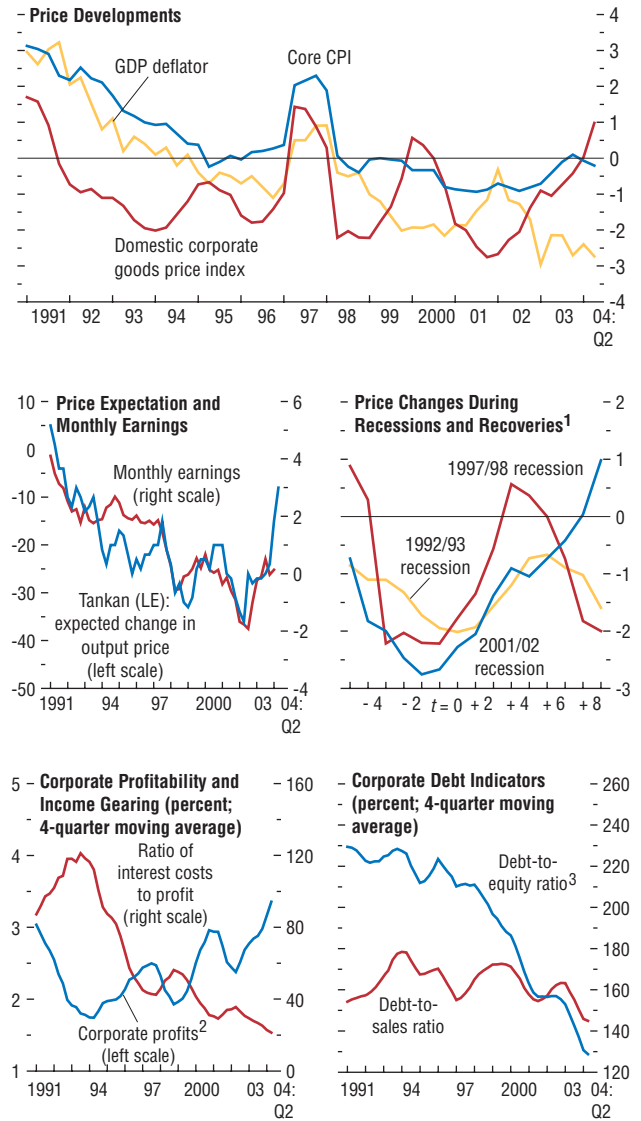 Price Developments
4
3
2
1
0
-1
-2
-3
-4
GDP deflator
Core CPI
Domestic corporate
goods price index
1991 92 93 94 95 96 97 98 99 2000 01 02 03 04:
Q2
Price Expectation and
Monthly Earnings
10
0
-10
-20
-30
-40
-50
6
4
2
0
-2
-4
Monthly earnings
(right scale)
Tankan (LE):
expected change in
output price
(left scale)
1991 94 97 2000 03 04:
Q2
Price Changes During
Recessions and Recoveries1
2
1
0
-1
-2
-3
1997/98 recession
1992/93
recession
2001/02
recession
- 4 - 2 t = 0 + 2 + 4 + 6 + 8
Corporate Profitability and
Income Gearing (percent;
4-quarter moving average)
5
4
3
2
1
160
120
80
40
0
Ratio of
interest costs
to profit
(right scale)
Corporate profits2
(left scale)
1991 94 97 2000 03 04:
Q2
Corporate Debt Indicators
(percent; 4-quarter moving
average)
260
240
220
200
180
160
140
120
Debt-to-
equity ratio3
Debt-to-
sales ratio
1991 94 97 2000 03 04:
Q2